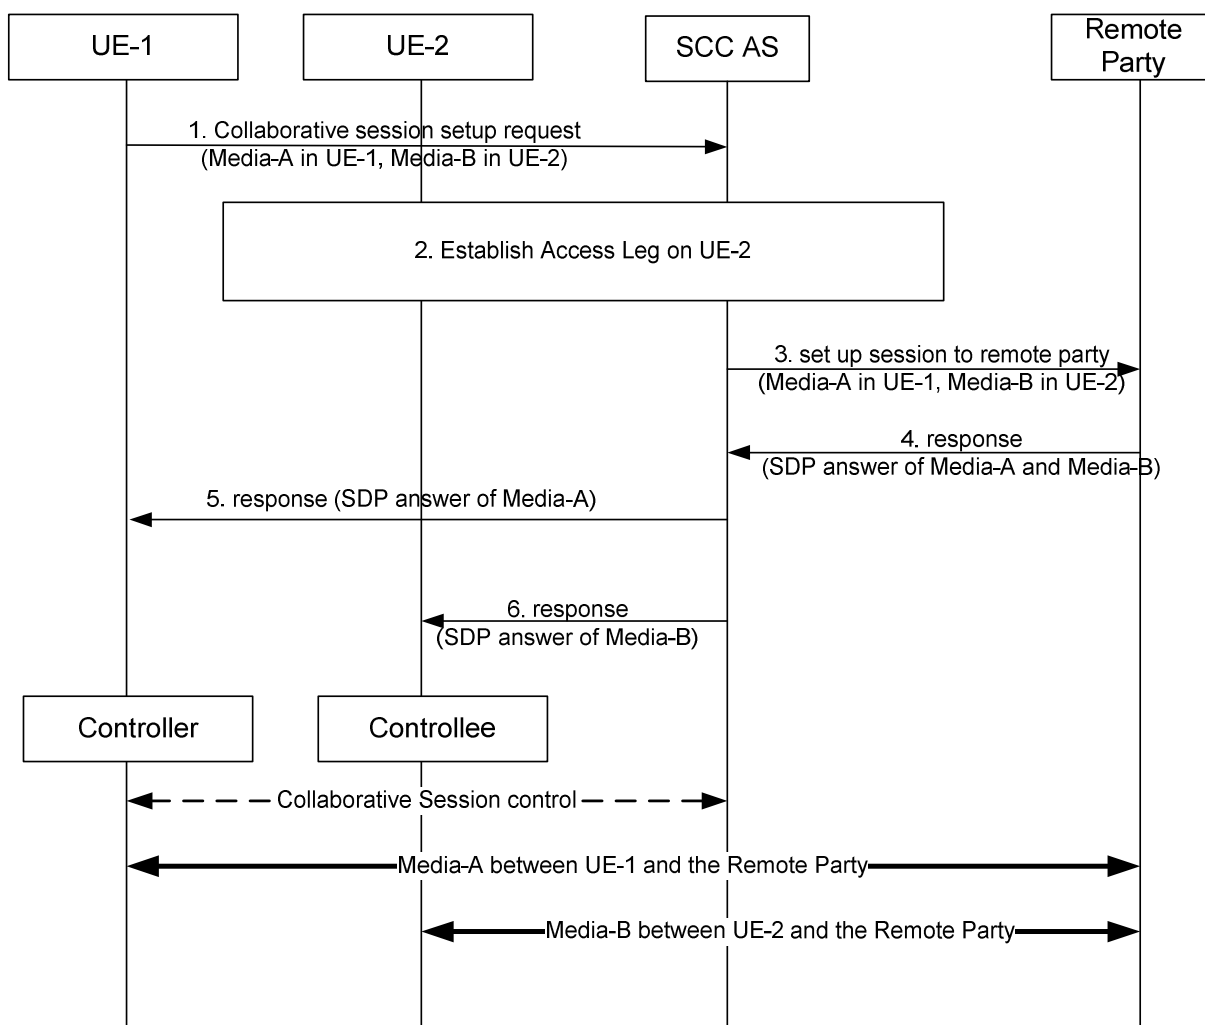 UE-1
UE-2
SCC AS
Remote
Party
1. Collaborative session setup request
(Media-A in UE-1, Media-B in UE-2)
2. Establish Access Leg on UE-2
3. set up session to remote party
(Media-A in UE-1, Media-B in UE-2)
4. response
(SDP answer of Media-A and Media-B)
5. response (SDP answer of Media-A)
6. response
(SDP answer of Media-B)
Controller
Controllee
Collaborative Session control
Media-A between UE-1 and the Remote Party
Media-B between UE-2 and the Remote Party